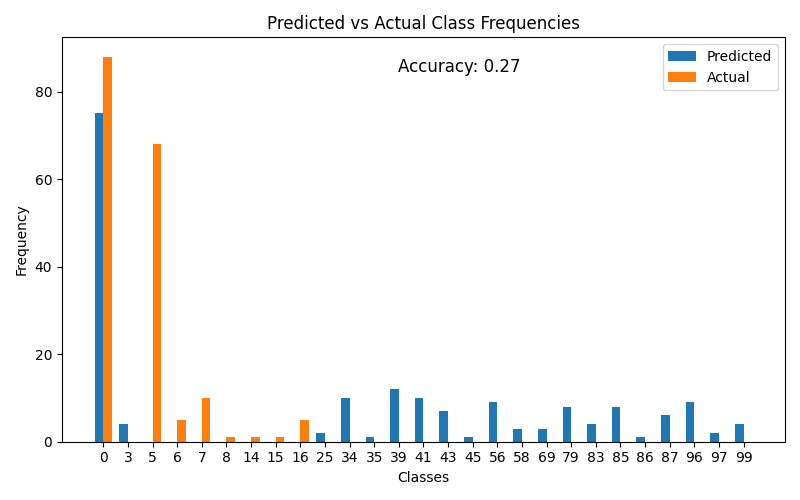 Predicted vs Actual Class Frequencies
Accuracy: 0.27
Predicted
Actual
Frequency
80
60
40
20
0
0 3 5 6 7 8 14 15 16 25 34 35 39 41 43 45 56 58 69 79 83 85 86 87 96 97 99
Classes